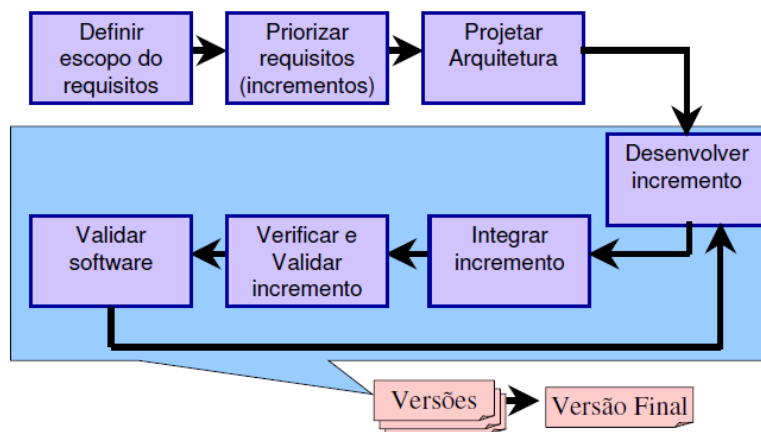 Definir
escopo do
requisitos
Priorizar
requisitos
(incrementos)
Projetar
Arquitetura
Desenvolver
incremento
Validar
software
Verificar e
Validar
incremento
Integrar
incremento
Versões
Versão Final